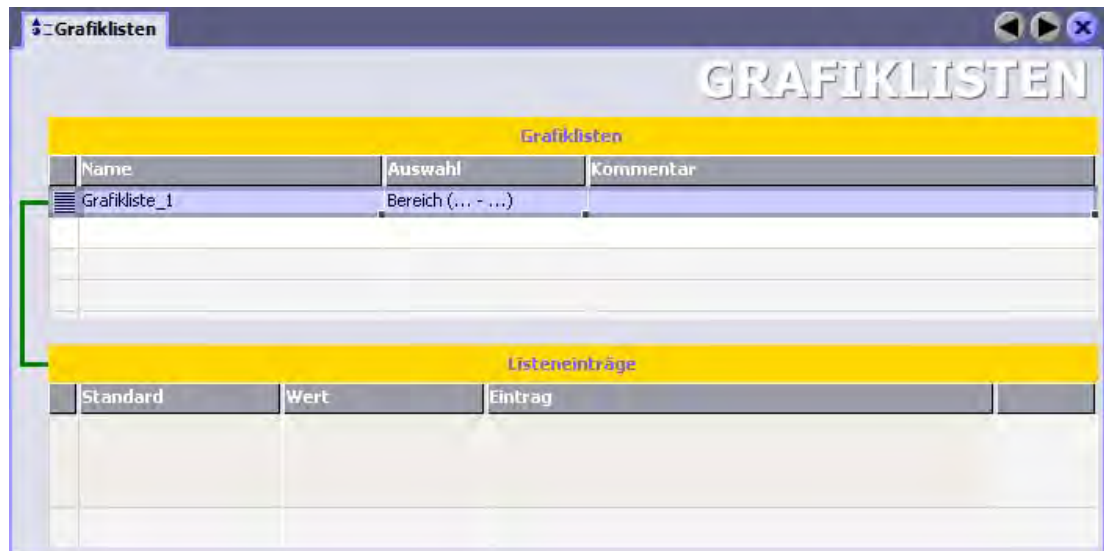 Grafiklisten
GRAFIKLISTEN
Grafiklisten
Name Auswahl Kommentar
Grafikliste_1 Bereich (... - ...)
Listeneinträge
Standard Wert Eintrag